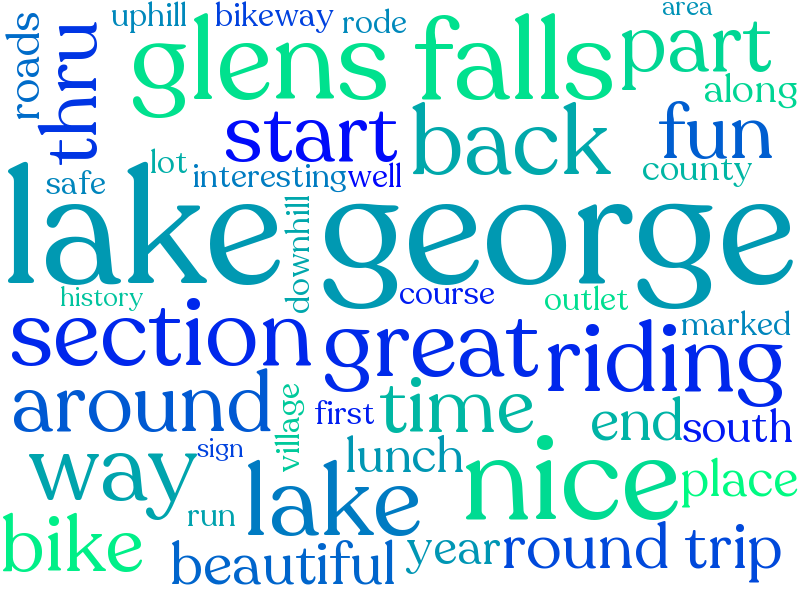 uphill bikeway rode area
roads thru glens falls part
along
start back fun
lot interesting well county
safe
lake george
downhill
history course outlet
section great riding marked
around village first time end south
sign
way lake lunch nice place
run
bike beautiful year round trip